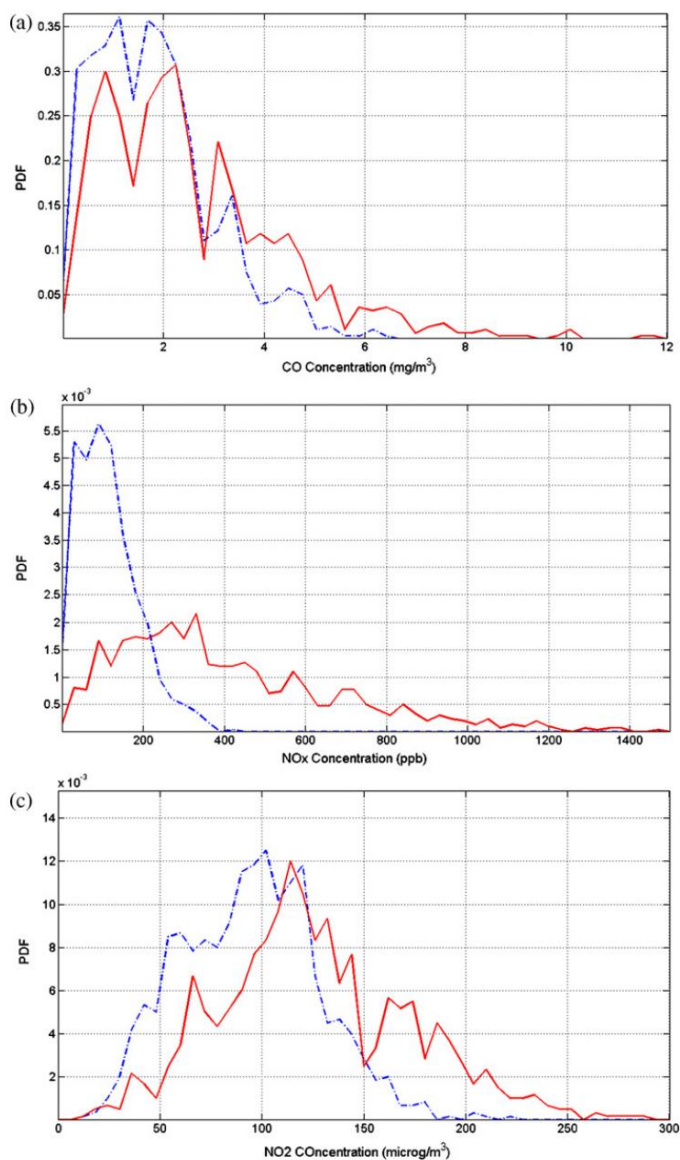 (a)
0.35
0.3
0.25
0.2
0.15
0.1
0.05
PDF
2 4 6 8 10 12
CO Concentration (mg/m³)
(b)
x 10⁻³
5.5
5
4.5
4
3.5
3
2.5
2
1.5
1
0.5
PDF
200 400 600 800 1000 1200 1400
NOx Concentration (ppb)
(c)
x 10⁻³
14
12
10
8
6
4
2
PDF
0 50 100 150 200 250 300
NO2 COncentration (microg/m³)